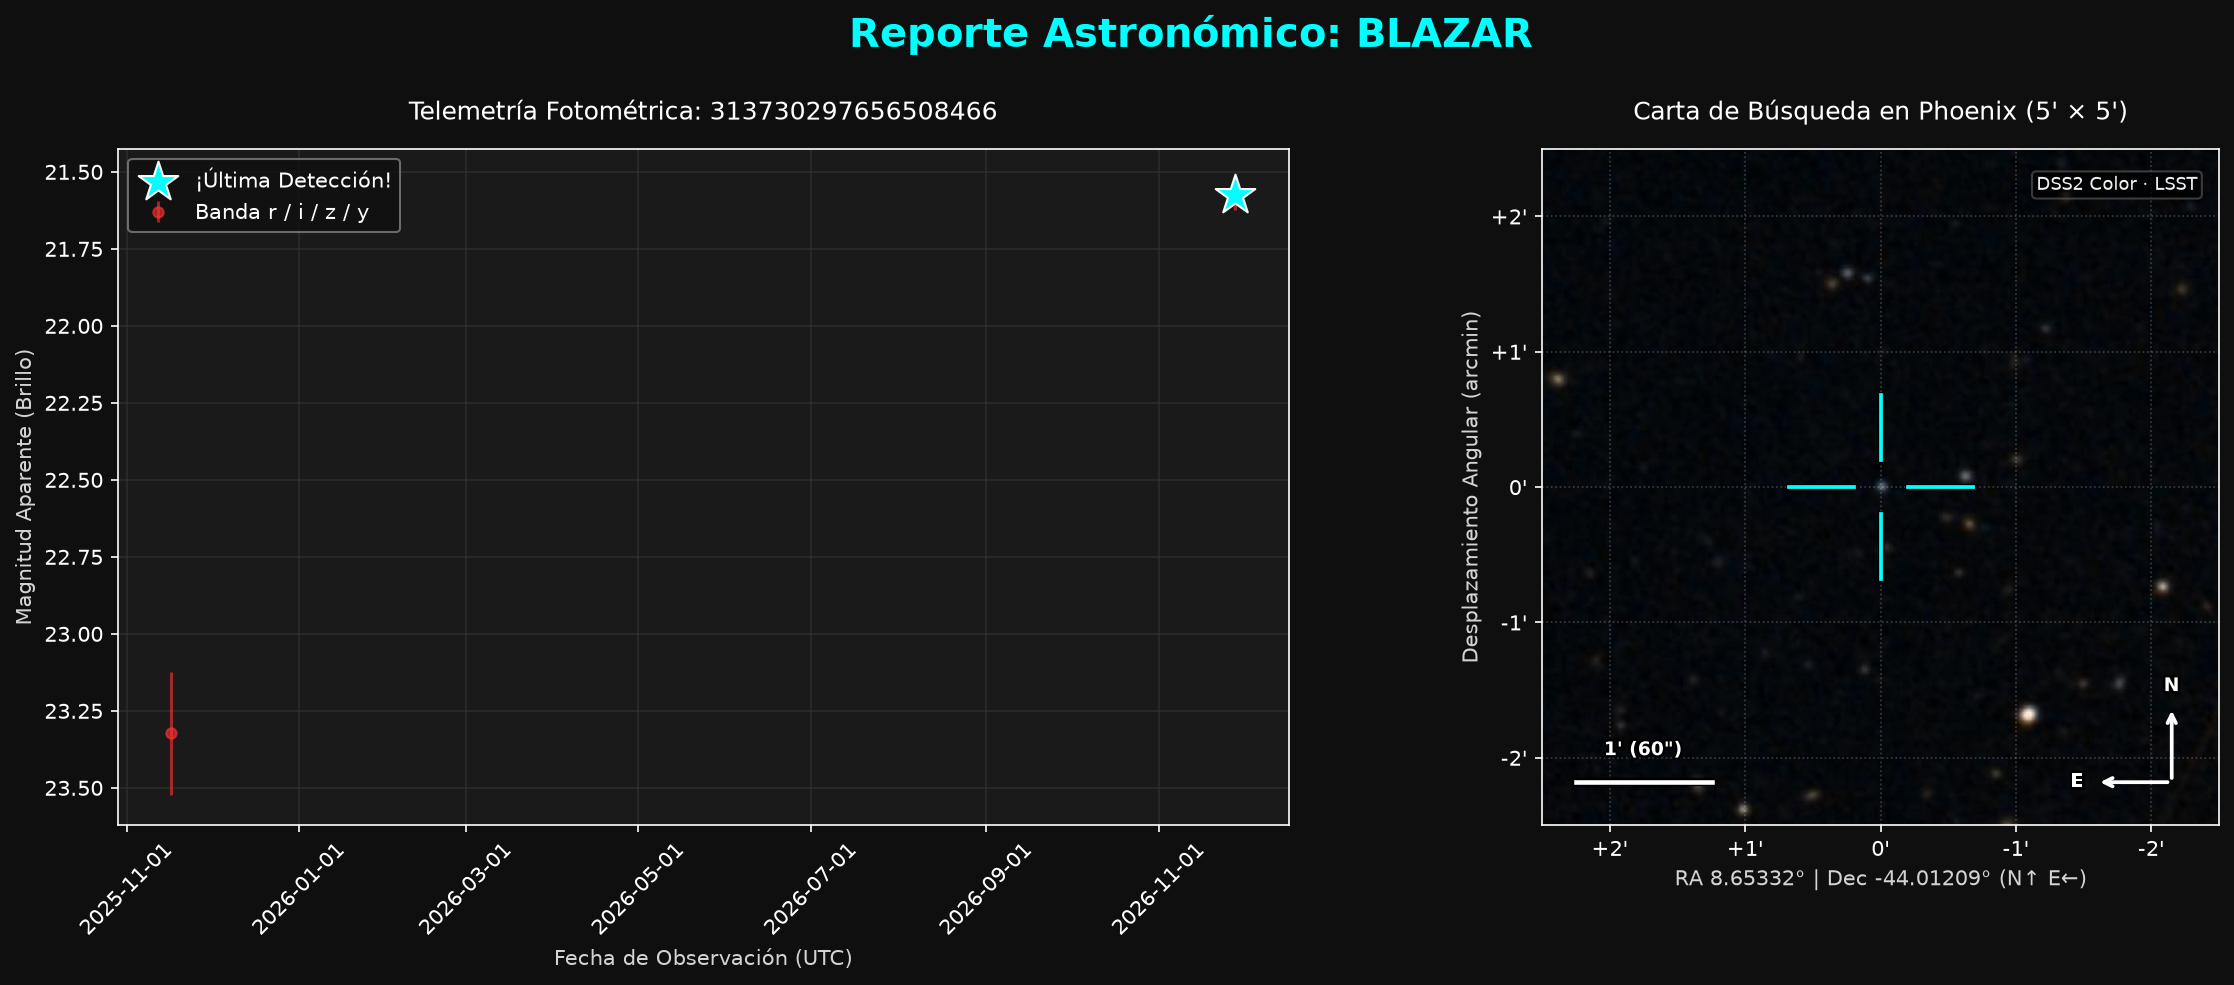 Reporte Astronómico: BLAZAR
Telemetría Fotométrica: 313730297656508466
¡Última Detección!
Banda r / i / z / y
Magnitud Aparente (Brillo)
21.50
21.75
22.00
22.25
22.50
22.75
23.00
23.25
23.50
2025-11-01
2026-01-01
2026-03-01
2026-05-01
2026-07-01
2026-09-01
2026-11-01
Fecha de Observación (UTC)
Carta de Búsqueda en Phoenix (5' × 5')
DSS2 Color · LSST
Desplazamiento Angular (arcmin)
+2'
+1'
0'
-1'
-2'
N
E
1' (60")
+2'
+1'
0'
-1'
-2'
RA 8.65332° | Dec -44.01209° (N↑ E←)